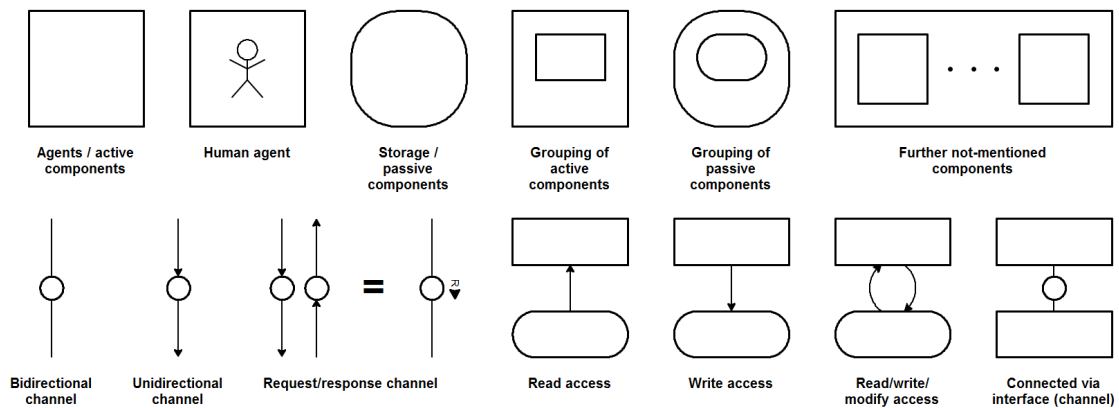 Agents / active
components
Human agent
Storage /
passive
components
Grouping of
active
components
Grouping of
passive
components
Further not-mentioned
components
R
Bidirectional
channel
Unidirectional
channel
Request/response channel
Read access
Write access
Read/write/
modify access
Connected via
interface (channel)